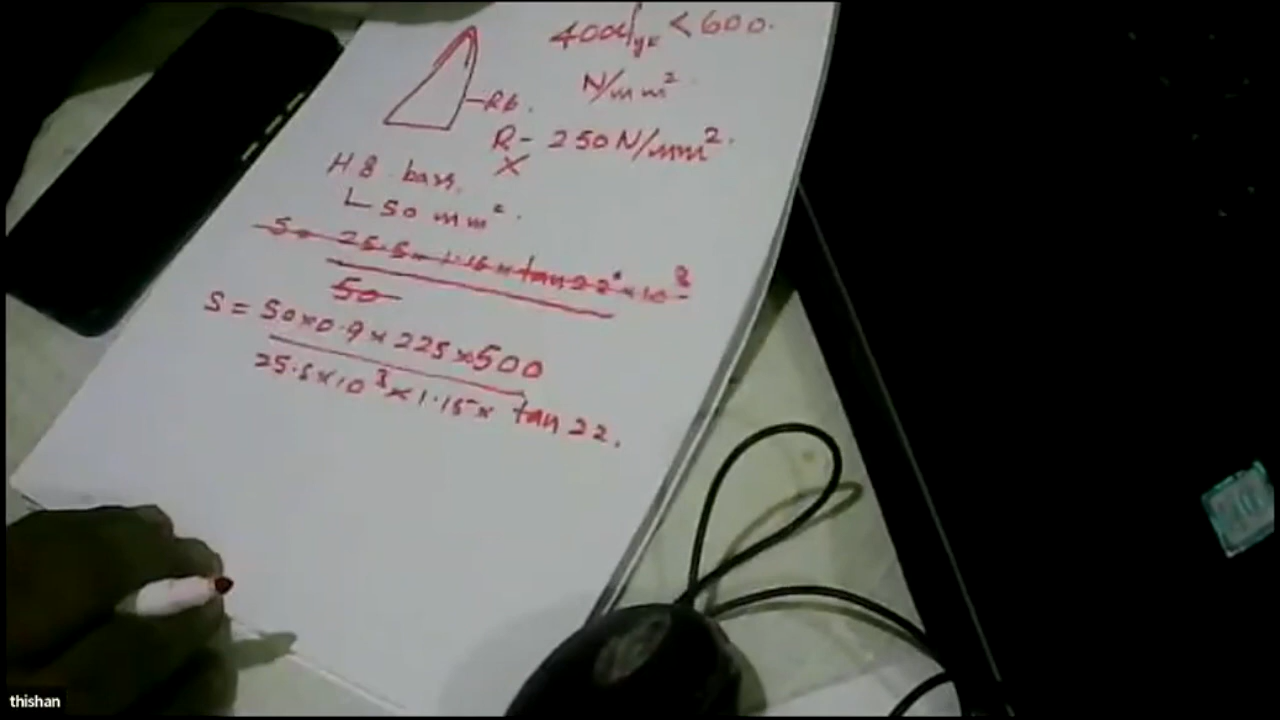 400 < fyk < 600.
N/mm²
R6.
R - 250 N/mm².
X
H8 bars.
50 mm².
S = 50×0.9×225×500
25.5×10³×1.15× tan 22.
thishan